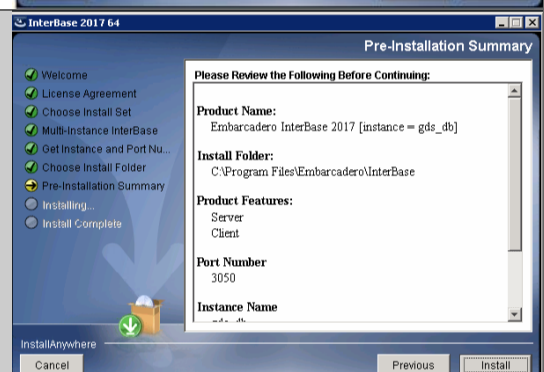 InterBase 2017 64
Pre-Installation Summary
Welcome
License Agreement
Choose Install Set
Multi-Instance InterBase
Get Instance and Port Nu...
Choose Install Folder
Pre-Installation Summary
Installing...
Install Complete
Please Review the Following Before Continuing:
Product Name:
Embarcadero InterBase 2017 [instance = gds_db]
Install Folder:
C:\Program Files\Embarcadero\InterBase
Product Features:
Server
Client
Port Number
3050
Instance Name
InstallAnywhere
Cancel
Previous
Install